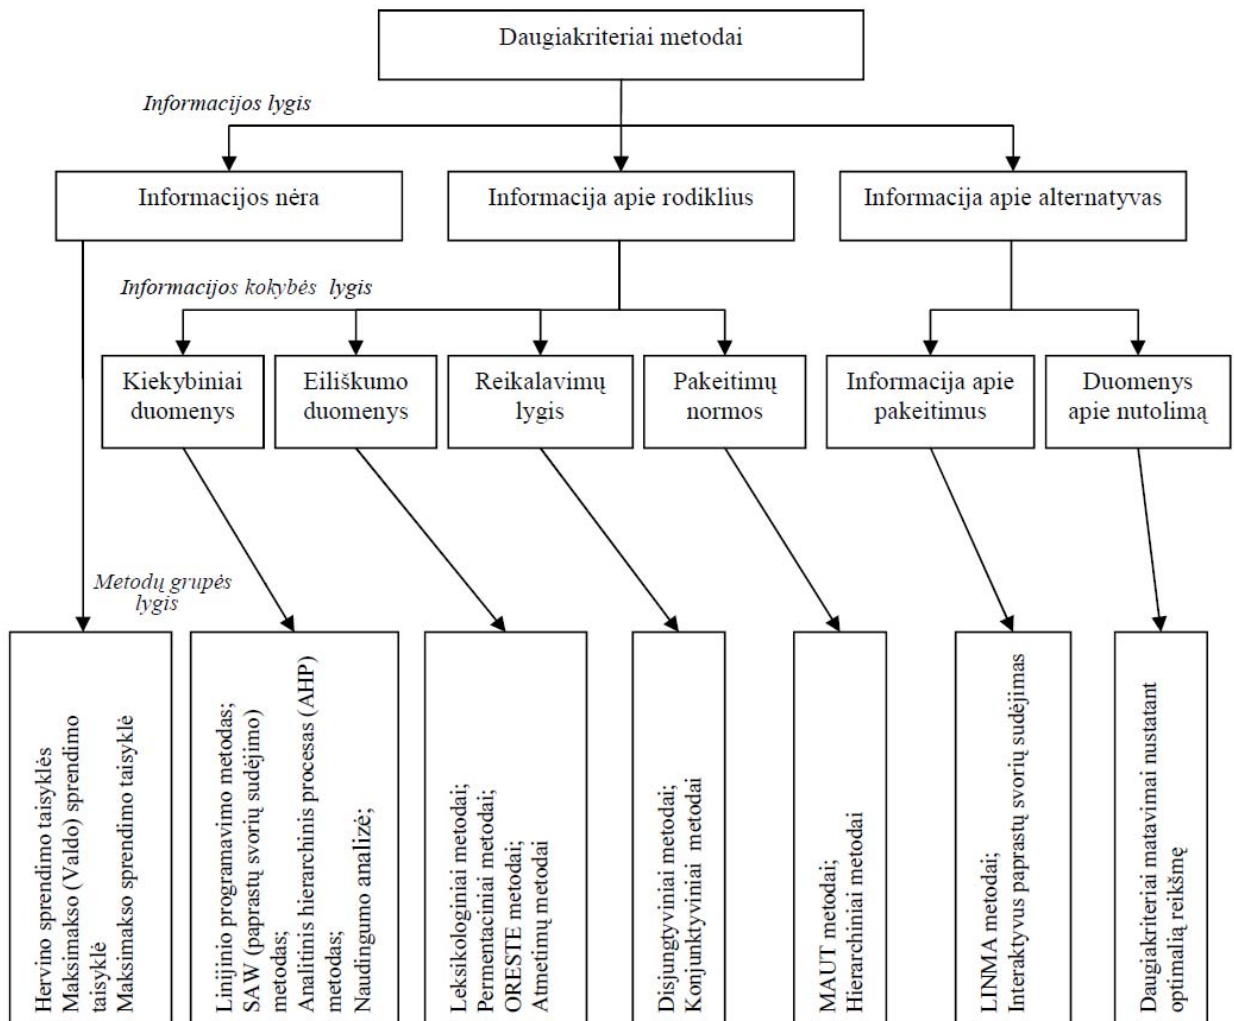 Daugiakriteriai metodai
Informacijos lygis
Informacijos nėra
Informacija apie rodiklius
Informacija apie alternatyvas
Informacijos kokybės lygis
Kiekybiniai
duomenys
Eiliškumo
duomenys
Reikalavimų
lygis
Pakeitimų
normos
Informacija apie
pakeitimus
Duomenys
apie nutolimą
Metodų grupės
lygis
Hervino sprendimo taisyklės
Maksimakso (Valdo) sprendimo
taisyklė
Maksimakso sprendimo taisyklė
Linijinio programavimo metodas;
SAW (paprastų svorių sudėjimo)
metodas;
Analitinis hierarchinis procesas (AHP)
metodas;
Naudingumo analizė;
Leksikologiniai metodai;
Permentaciniai metodai;
ORESTE metodai;
Atmetimų metodai
Disjungtyviniai metodai;
Konjunktyviniai metodai
MAUT metodai;
Hierarchiniai metodai
LINMA metodai;
Interaktyvus paprastų svorių sudėjimas
Daugiakriteriai matavimai nustatant
optimalią reikšmę